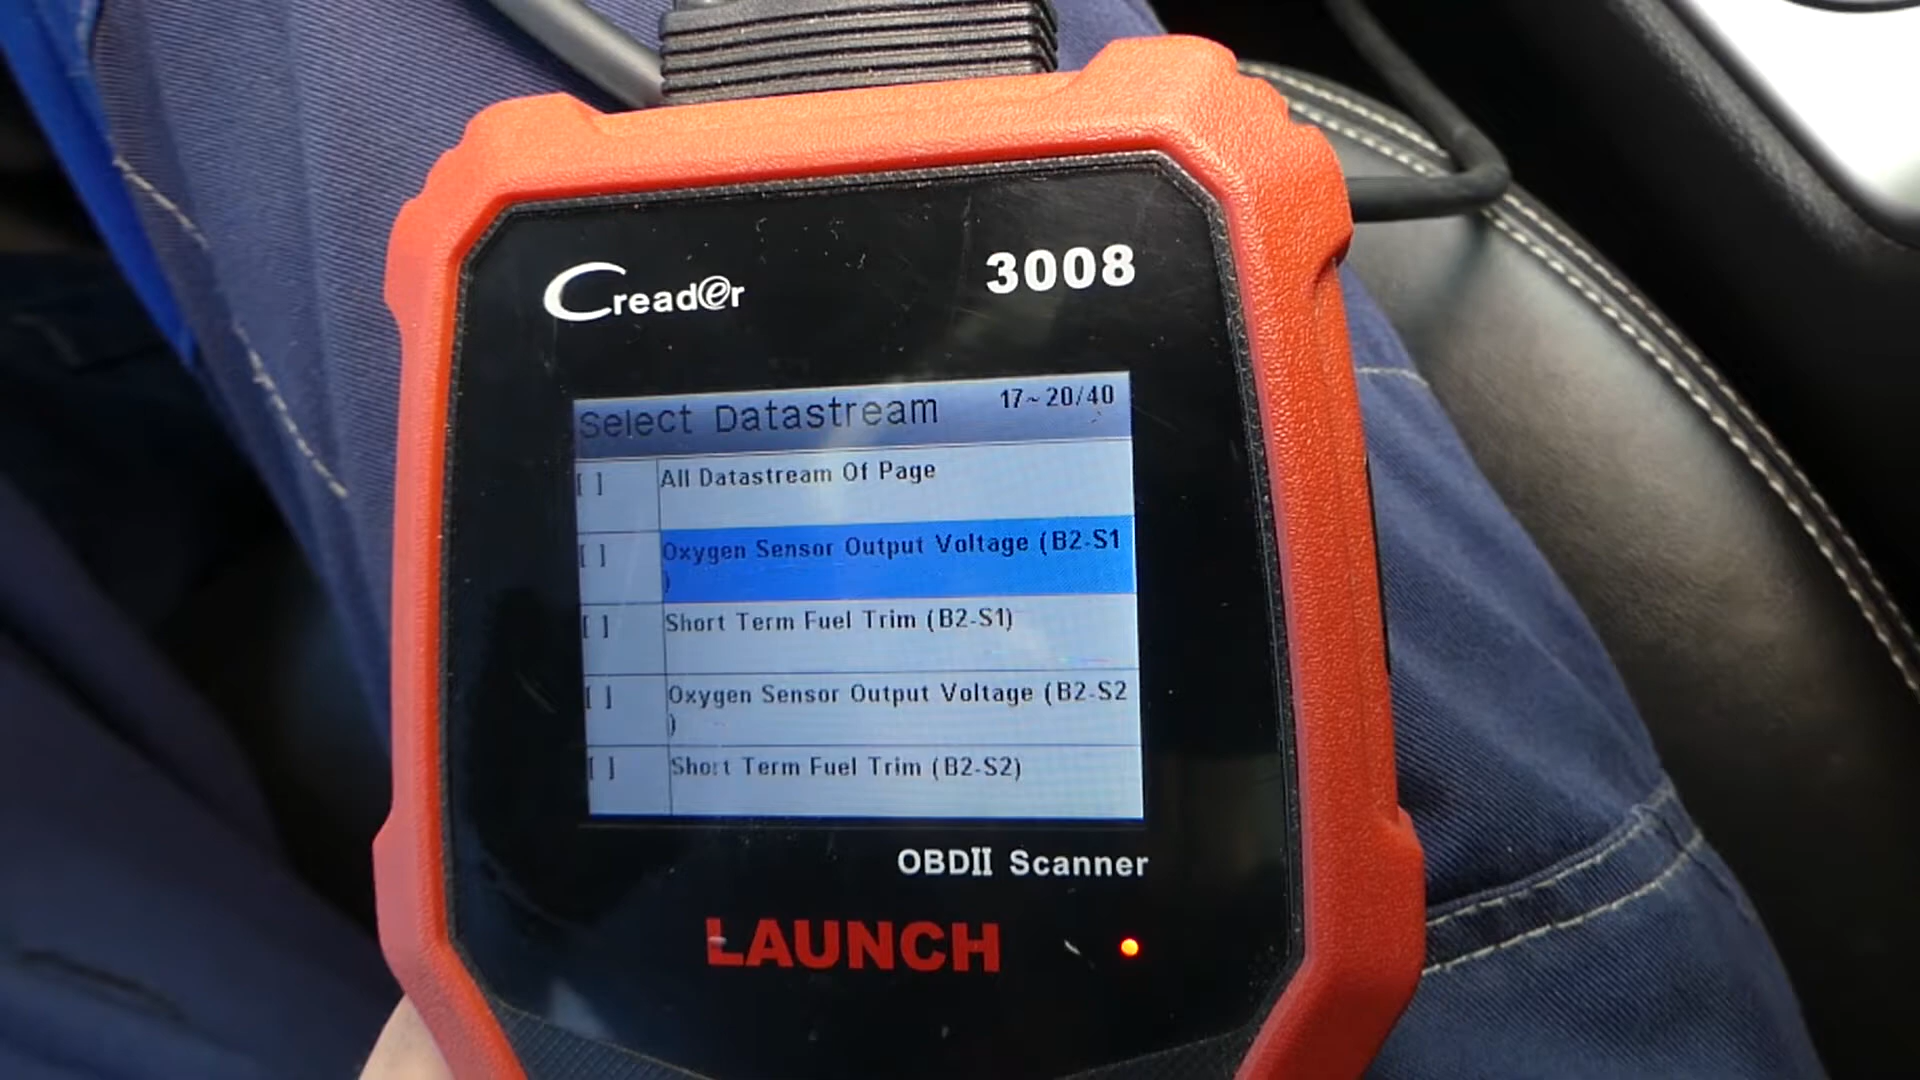 Creader 3008
Select Datastream 17~20/40
[ ] All Datastream Of Page
[ ] Oxygen Sensor Output Voltage (B2-S1
)
[ ] Short Term Fuel Trim (B2-S1)
[ ] Oxygen Sensor Output Voltage (B2-S2
)
[ ] Short Term Fuel Trim (B2-S2)
OBDII Scanner
LAUNCH